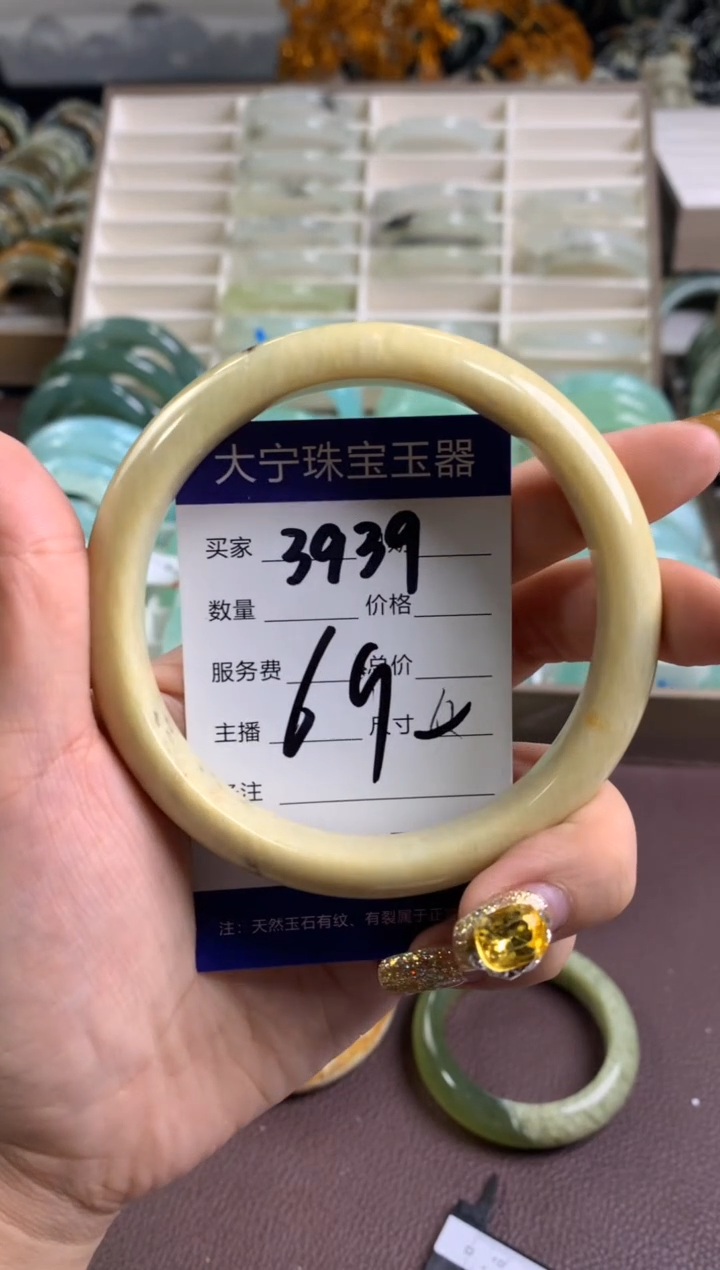 大宁珠宝玉器
买家 3939
数量 价格
服务费 69 总价
主播 尺寸
注
注：天然玉石有纹、有裂属于正